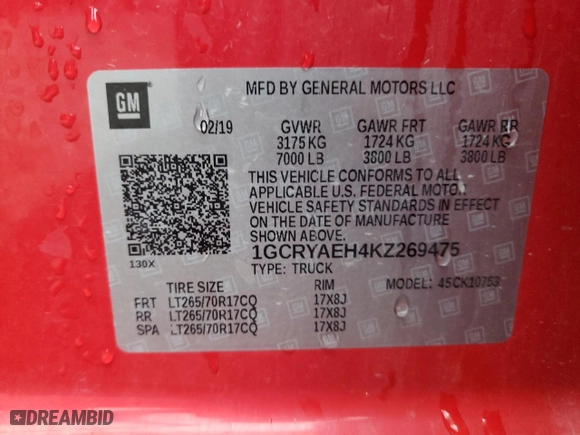 GM
MFD BY GENERAL MOTORS LLC
02/19 GVWR GAWR FRT GAWR RR
3175 KG 1724 KG 1724 KG
7000 LB 3800 LB 3800 LB
THIS VEHICLE CONFORMS TO ALL
APPLICABLE U.S. FEDERAL MOTOR
VEHICLE SAFETY STANDARDS IN EFFECT
ON THE DATE OF MANUFACTURE
SHOWN ABOVE.
1GCRYAEH4KZ269475
130X
TYPE: TRUCK MODEL: 4SCK10753
TIRE SIZE RIM
FRT LT265/70R17CQ 17X8J
RR LT265/70R17CQ 17X8J
SPA LT265/70R17CQ 17X8J
DREAMBID